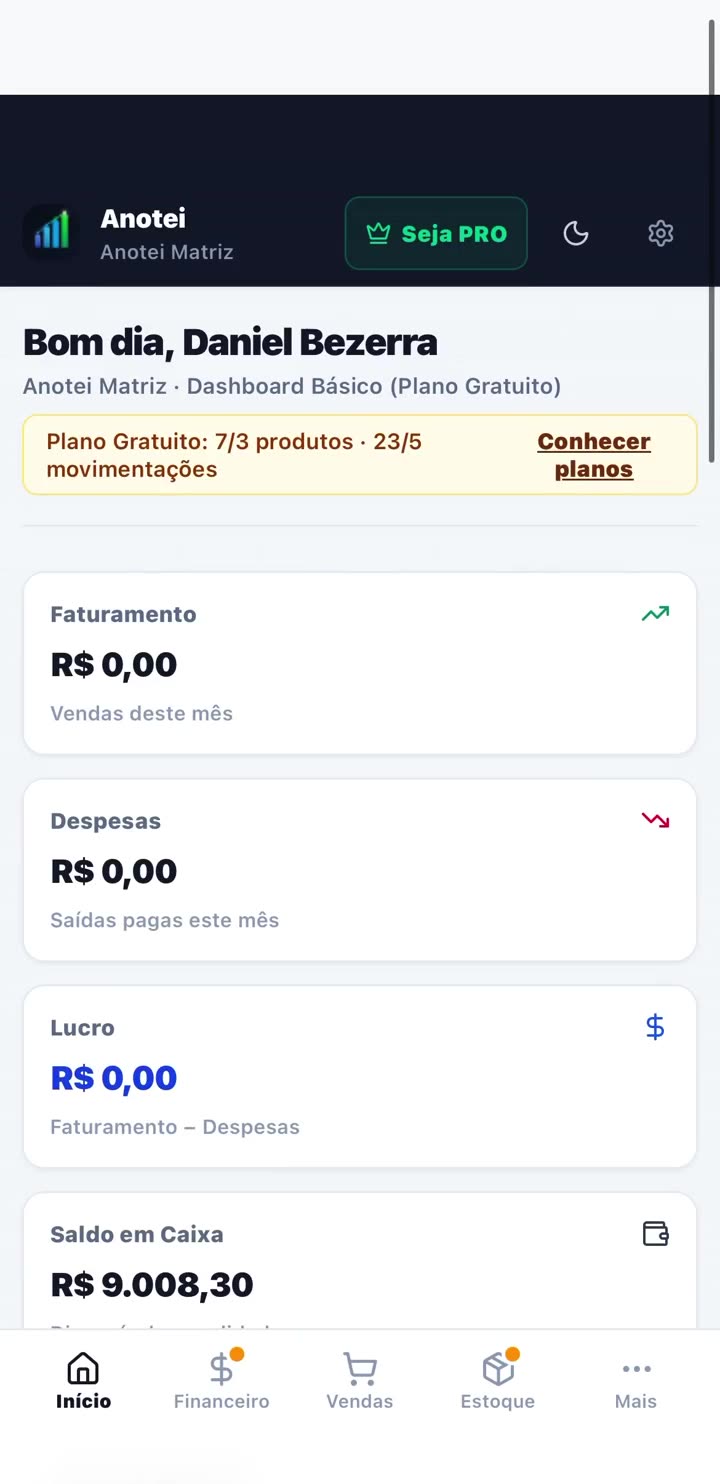 Anotei
Anotei Matriz
Seja PRO
Bom dia, Daniel Bezerra
Anotei Matriz · Dashboard Básico (Plano Gratuito)
Plano Gratuito: 7/3 produtos · 23/5
movimentações
Conhecer
planos
Faturamento
R$ 0,00
Vendas deste mês
Despesas
R$ 0,00
Saídas pagas este mês
Lucro
R$ 0,00
Faturamento – Despesas
Saldo em Caixa
R$ 9.008,30
Início
Financeiro
Vendas
Estoque
Mais